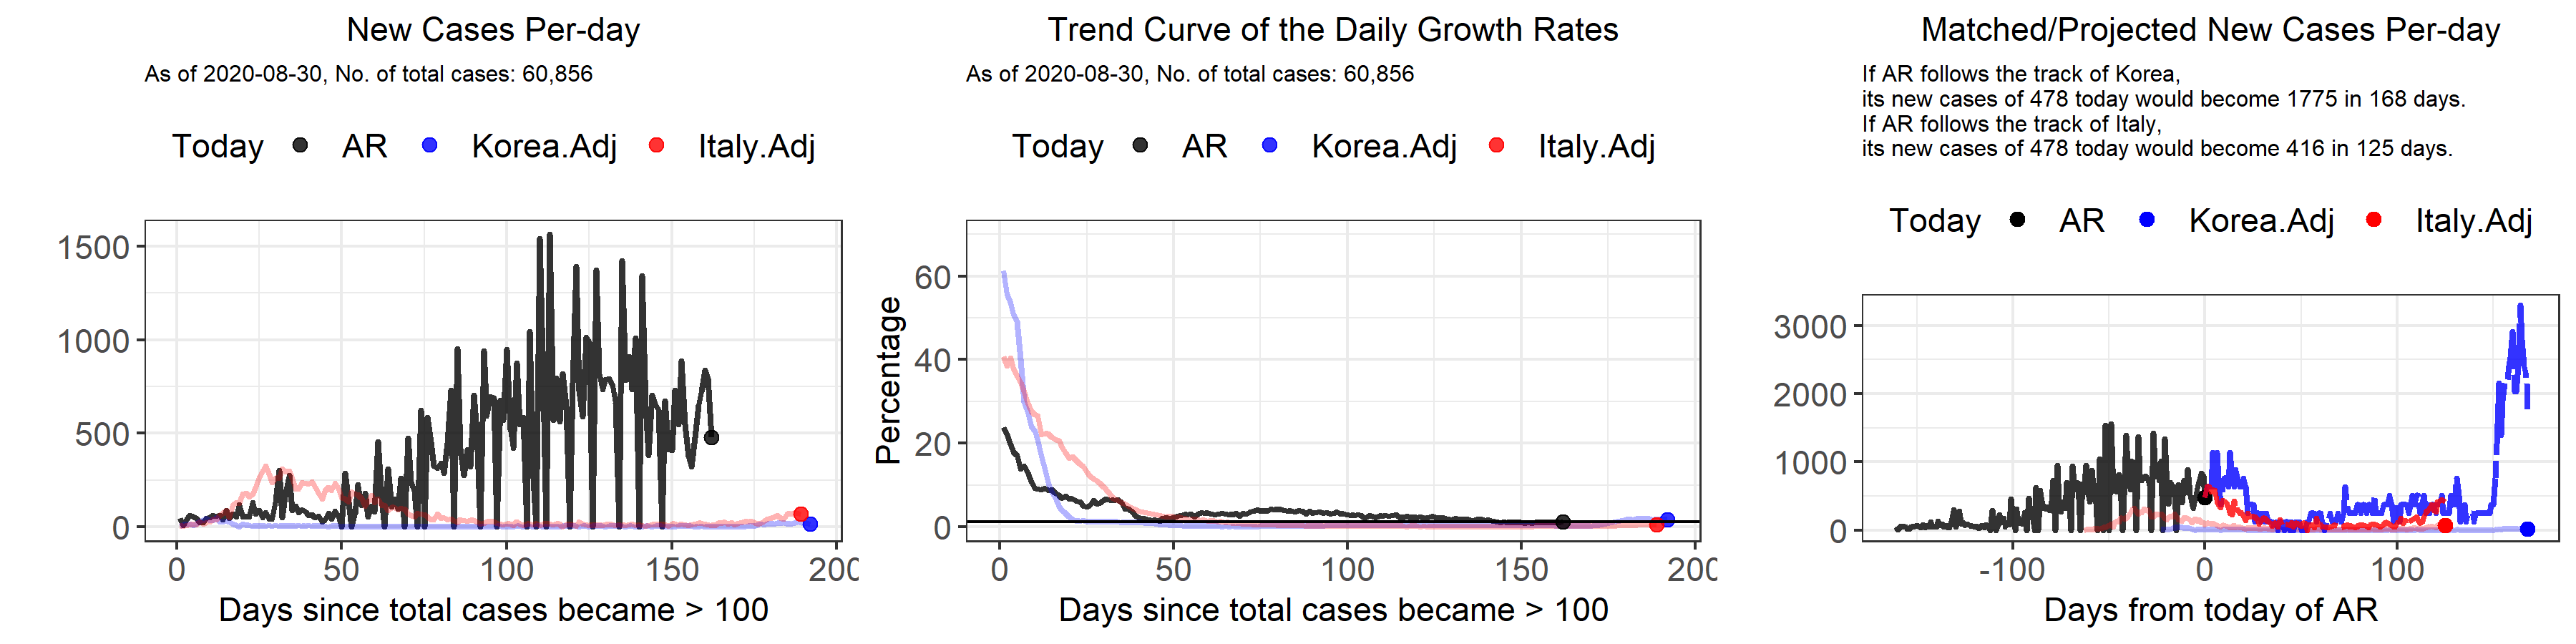 New Cases Per-day
As of 2020-08-30, No. of total cases: 60,856
Today AR Korea.Adj Italy.Adj
1500
1000
500
0
0 50 100 150 200
Days since total cases became > 100
Trend Curve of the Daily Growth Rates
As of 2020-08-30, No. of total cases: 60,856
Today AR Korea.Adj Italy.Adj
Percentage
60
40
20
0
0 50 100 150 200
Days since total cases became > 100
Matched/Projected New Cases Per-day
If AR follows the track of Korea,
its new cases of 478 today would become 1775 in 168 days.
If AR follows the track of Italy,
its new cases of 478 today would become 416 in 125 days.
Today AR Korea.Adj Italy.Adj
3000
2000
1000
0
-100 0 100
Days from today of AR